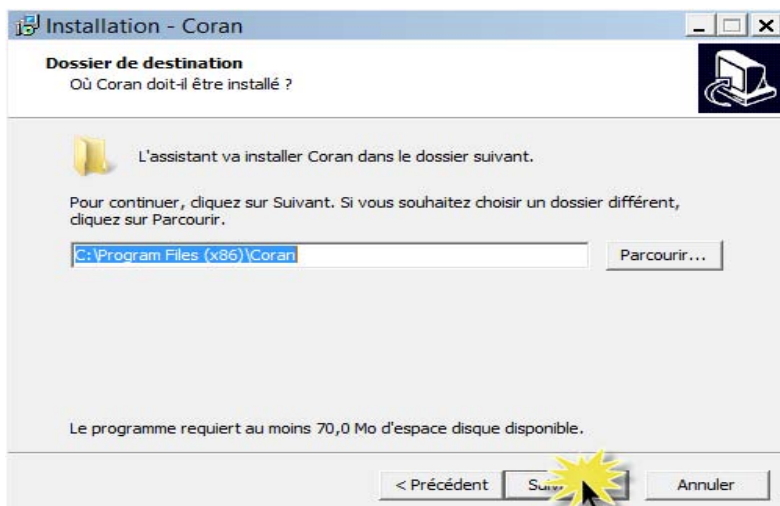 Installation - Coran
Dossier de destination
Où Coran doit-il être installé ?
L'assistant va installer Coran dans le dossier suivant.
Pour continuer, cliquez sur Suivant. Si vous souhaitez choisir un dossier différent,
cliquez sur Parcourir.
C:\Program Files (x86)\Coran
Parcourir...
Le programme requiert au moins 70,0 Mo d'espace disque disponible.
< Précédent
Annuler